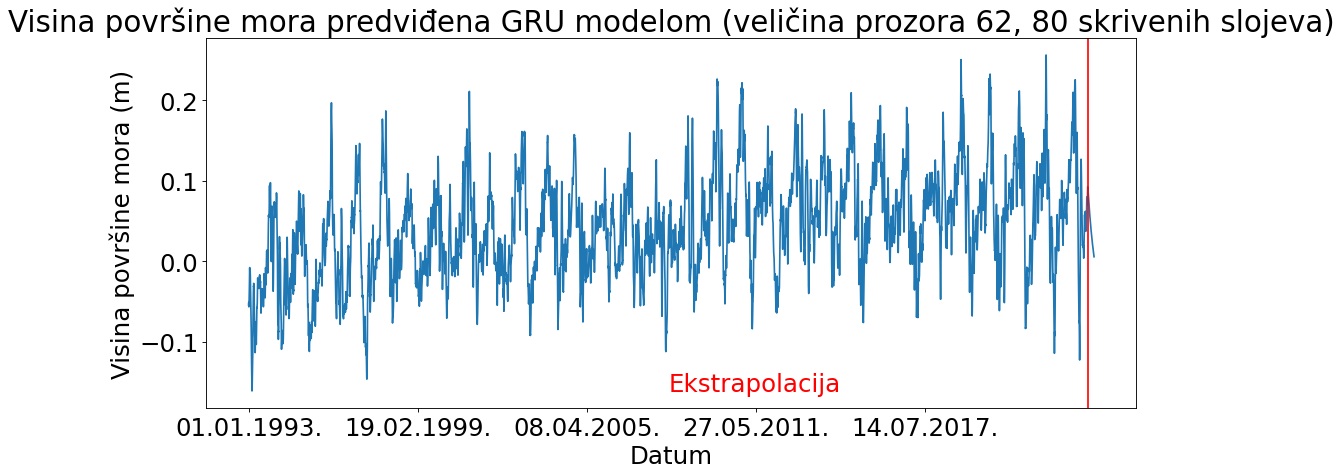 Visina površine mora predviđena GRU modelom (veličina prozora 62, 80 skrivenih slojeva)
Visina površine mora (m)
0.2
0.1
0.0
−0.1
Ekstrapolacija
01.01.1993. 19.02.1999. 08.04.2005. 27.05.2011. 14.07.2017.
Datum